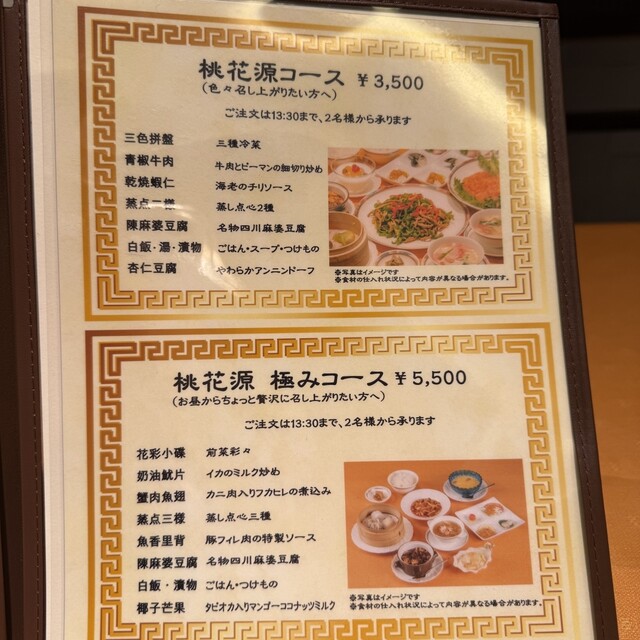 桃花源コース ¥3,500
(色々召し上がりたい方へ)
ご注文は13:30まで、2名様から承ります
三色拼盤 三種冷菜
青椒牛肉 牛肉とピーマンの細切り炒め
乾焼蝦仁 海老のチリソース
蒸点二様 蒸し点心2種
陳麻婆豆腐 名物四川麻婆豆腐
白飯・湯・漬物 ごはん・スープ・つけもの
杏仁豆腐 やわらかアンニンドーフ
※写真はイメージです
※食材の仕入れ状況によって内容が異なる場合があります。
桃花源 極みコース ¥5,500
(お昼からちょっと贅沢に召し上がりたい方へ)
ご注文は13:30まで、2名様から承ります
花彩小碟 前菜彩々
奶油魷片 イカのミルク炒め
蟹肉魚翅 カニ肉入りフカヒレの煮込み
蒸点三様 蒸し点心三種
魚香里背 豚フィレ肉の特製ソース
陳麻婆豆腐 名物四川麻婆豆腐
白飯・漬物 ごはん・つけもの
椰子芒果 タピオカ入りマンゴーココナッツミルク
※写真はイメージです
※食材の仕入れ状況によって内容が異なる場合があります。